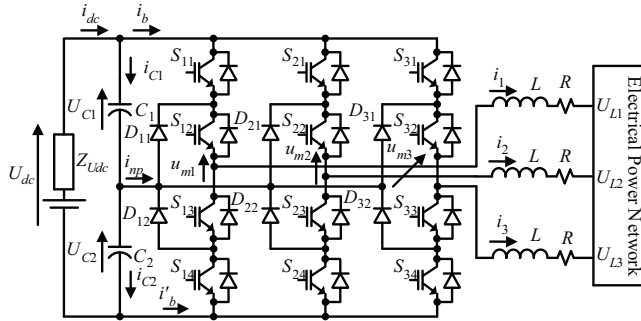 i_dc i_b
S_11 S_21 S_31
i_C1
i_1 L R
U_C1 C_1
U_L1
D_11 S_12 D_21 S_22 D_31 S_32
i_2 L R
Z_Udc
i_np u_m1 u_m2 u_m3
U_dc
U_L2
D_12 S_13 D_22 S_23 D_32 S_33
i_3 L R
U_C2 C_2
U_L3
i_C2
S_14 S_24 S_34
i'_b
Electrical Power Network